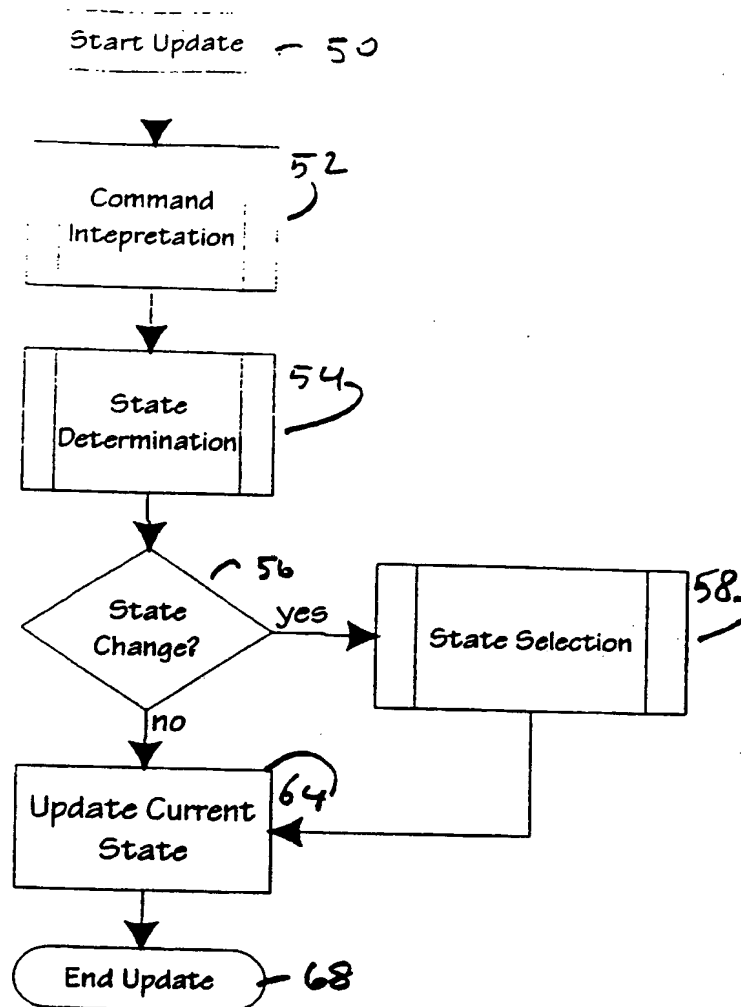 Start Update
50
52
Command
Intepretation
54
State
Determination
56
State
Change?
yes
58
State Selection
no
64
Update Current
State
End Update
68